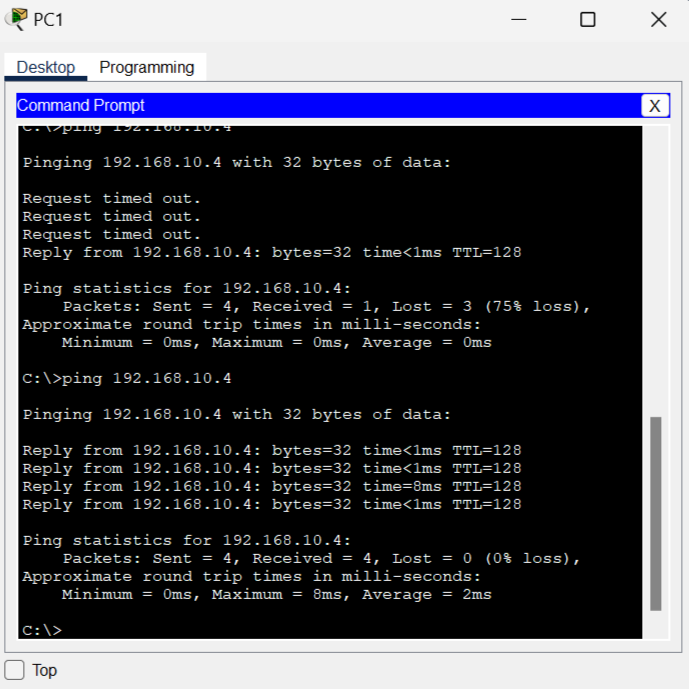 PC1
Desktop Programming
Command Prompt X
C:\>ping 192.168.10.4
Pinging 192.168.10.4 with 32 bytes of data:
Request timed out.
Request timed out.
Request timed out.
Reply from 192.168.10.4: bytes=32 time<1ms TTL=128
Ping statistics for 192.168.10.4:
Packets: Sent = 4, Received = 1, Lost = 3 (75% loss),
Approximate round trip times in milli-seconds:
Minimum = 0ms, Maximum = 0ms, Average = 0ms
C:\>ping 192.168.10.4
Pinging 192.168.10.4 with 32 bytes of data:
Reply from 192.168.10.4: bytes=32 time<1ms TTL=128
Reply from 192.168.10.4: bytes=32 time<1ms TTL=128
Reply from 192.168.10.4: bytes=32 time=8ms TTL=128
Reply from 192.168.10.4: bytes=32 time<1ms TTL=128
Ping statistics for 192.168.10.4:
Packets: Sent = 4, Received = 4, Lost = 0 (0% loss),
Approximate round trip times in milli-seconds:
Minimum = 0ms, Maximum = 8ms, Average = 2ms
C:\>
Top